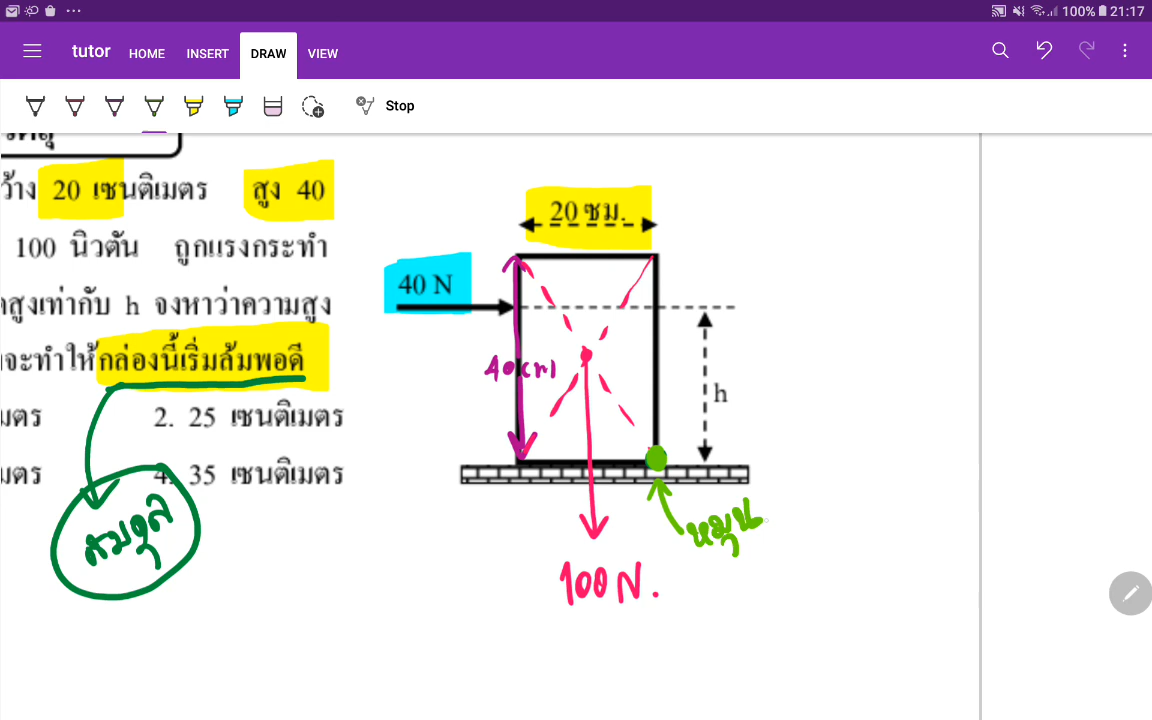 100% 21:17
tutor HOME INSERT DRAW VIEW
Stop
ว้าง 20 เซนติเมตร สูง 40
100 นิวตัน ถูกแรงกระทำ
สูงเท่ากับ h จงหาว่าความสูง
จะทำให้กล่องนี้เริ่มล้มพอดี
มตร 2. 25 เซนติเมตร
มตร 4. 35 เซนติเมตร
สมดุล
20 ซม.
40 N
40cm
h
หมุน
100 N.